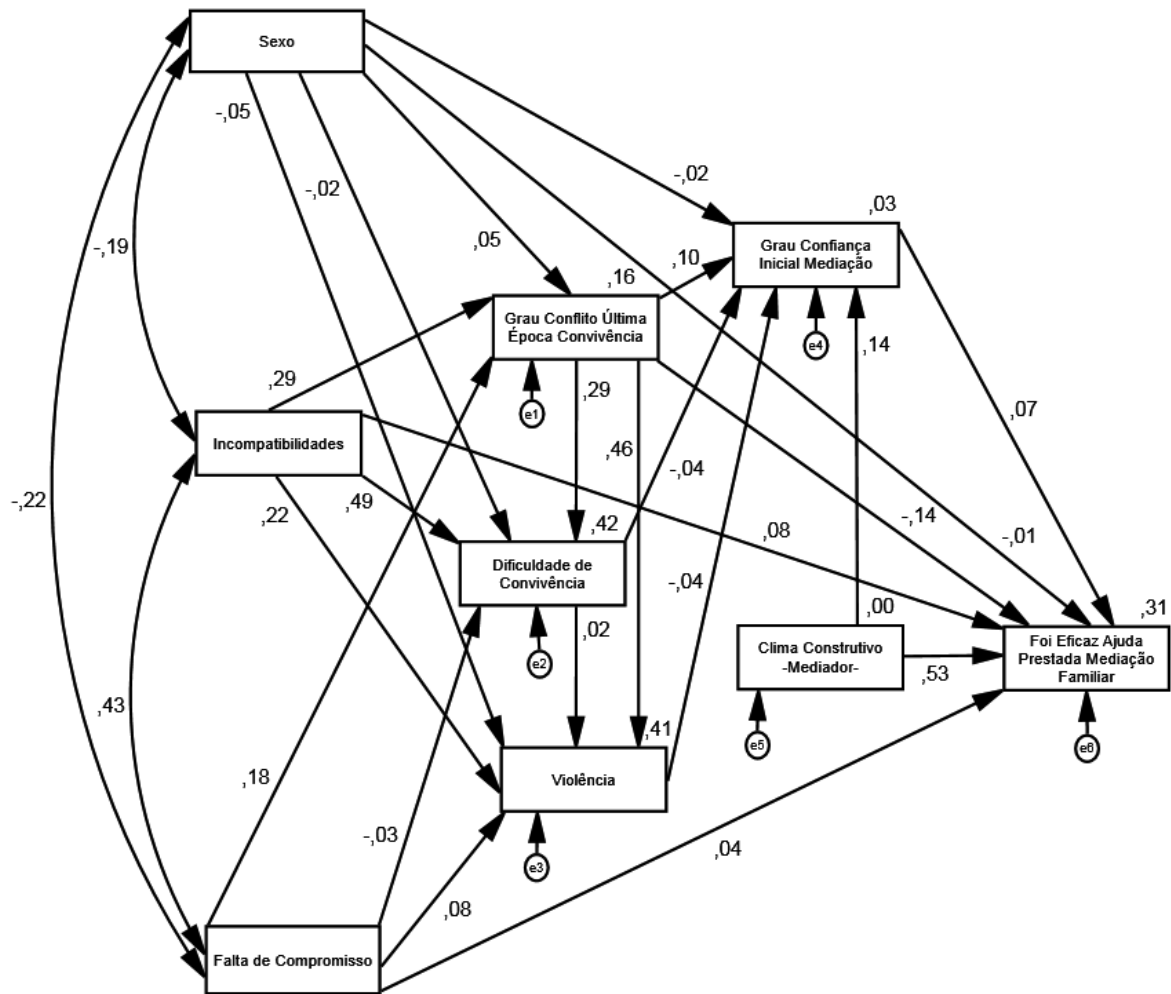 Sexo
-,05
-,02
-,02
,03
-,19
,05
,10
Grau Confiança
Inicial Mediação
,16
Grau Conflito Última
Época Convivência
e4
,14
,29
e1
,29
,07
Incompatibilidades
,46
-,04
-,22
,49
,22
,42
,08
-,14
-,01
Dificuldade de
Convivência
-,04
,00
,31
e2
,02
Clima Construtivo
-Mediador-
,53
Foi Eficaz Ajuda
Prestada Mediação
Familiar
,43
,41
e5
e6
,18
Violência
-,03
e3
,04
,08
Falta de Compromisso